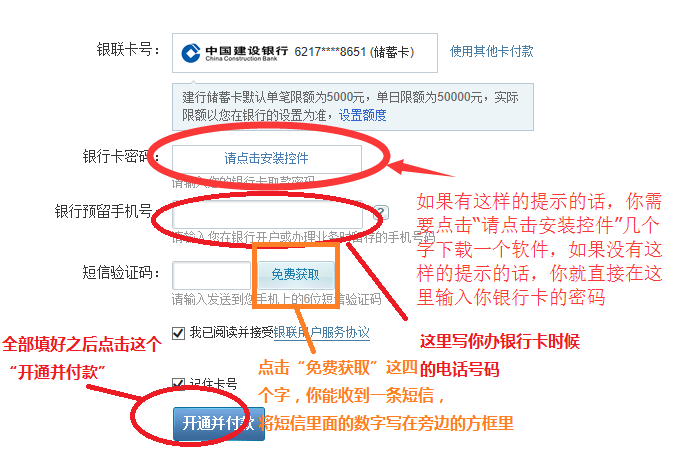 银联卡号：
中国建设银行
China Construction Bank
6217****8651 (储蓄卡)
使用其他卡付款
建行储蓄卡默认单笔限额为5000元，单日限额为50000元，实际
限额以您在银行的设置为准，设置额度
银行卡密码：
请点击安装控件
请输入您的银行卡取款密码
如果有这样的提示的话，你需
要点击“请点击安装控件”几个
字下载一个软件，如果没有这
样的提示的话，你就直接在这
里输入你银行卡的密码
银行预留手机号
?
请输入您在银行开户或办理业务时留存的手机号码
短信验证码：
免费获取
请输入发送到您手机上的6位短信验证码
我已阅读并接受银联用户服务协议
这里写你办银行卡时候
的电话号码
全部填好之后点击这个
“开通并付款”
点击“免费获取”这四
个字，你能收到一条短信，
将短信里面的数字写在旁边的方框里
记住卡号
开通并付款